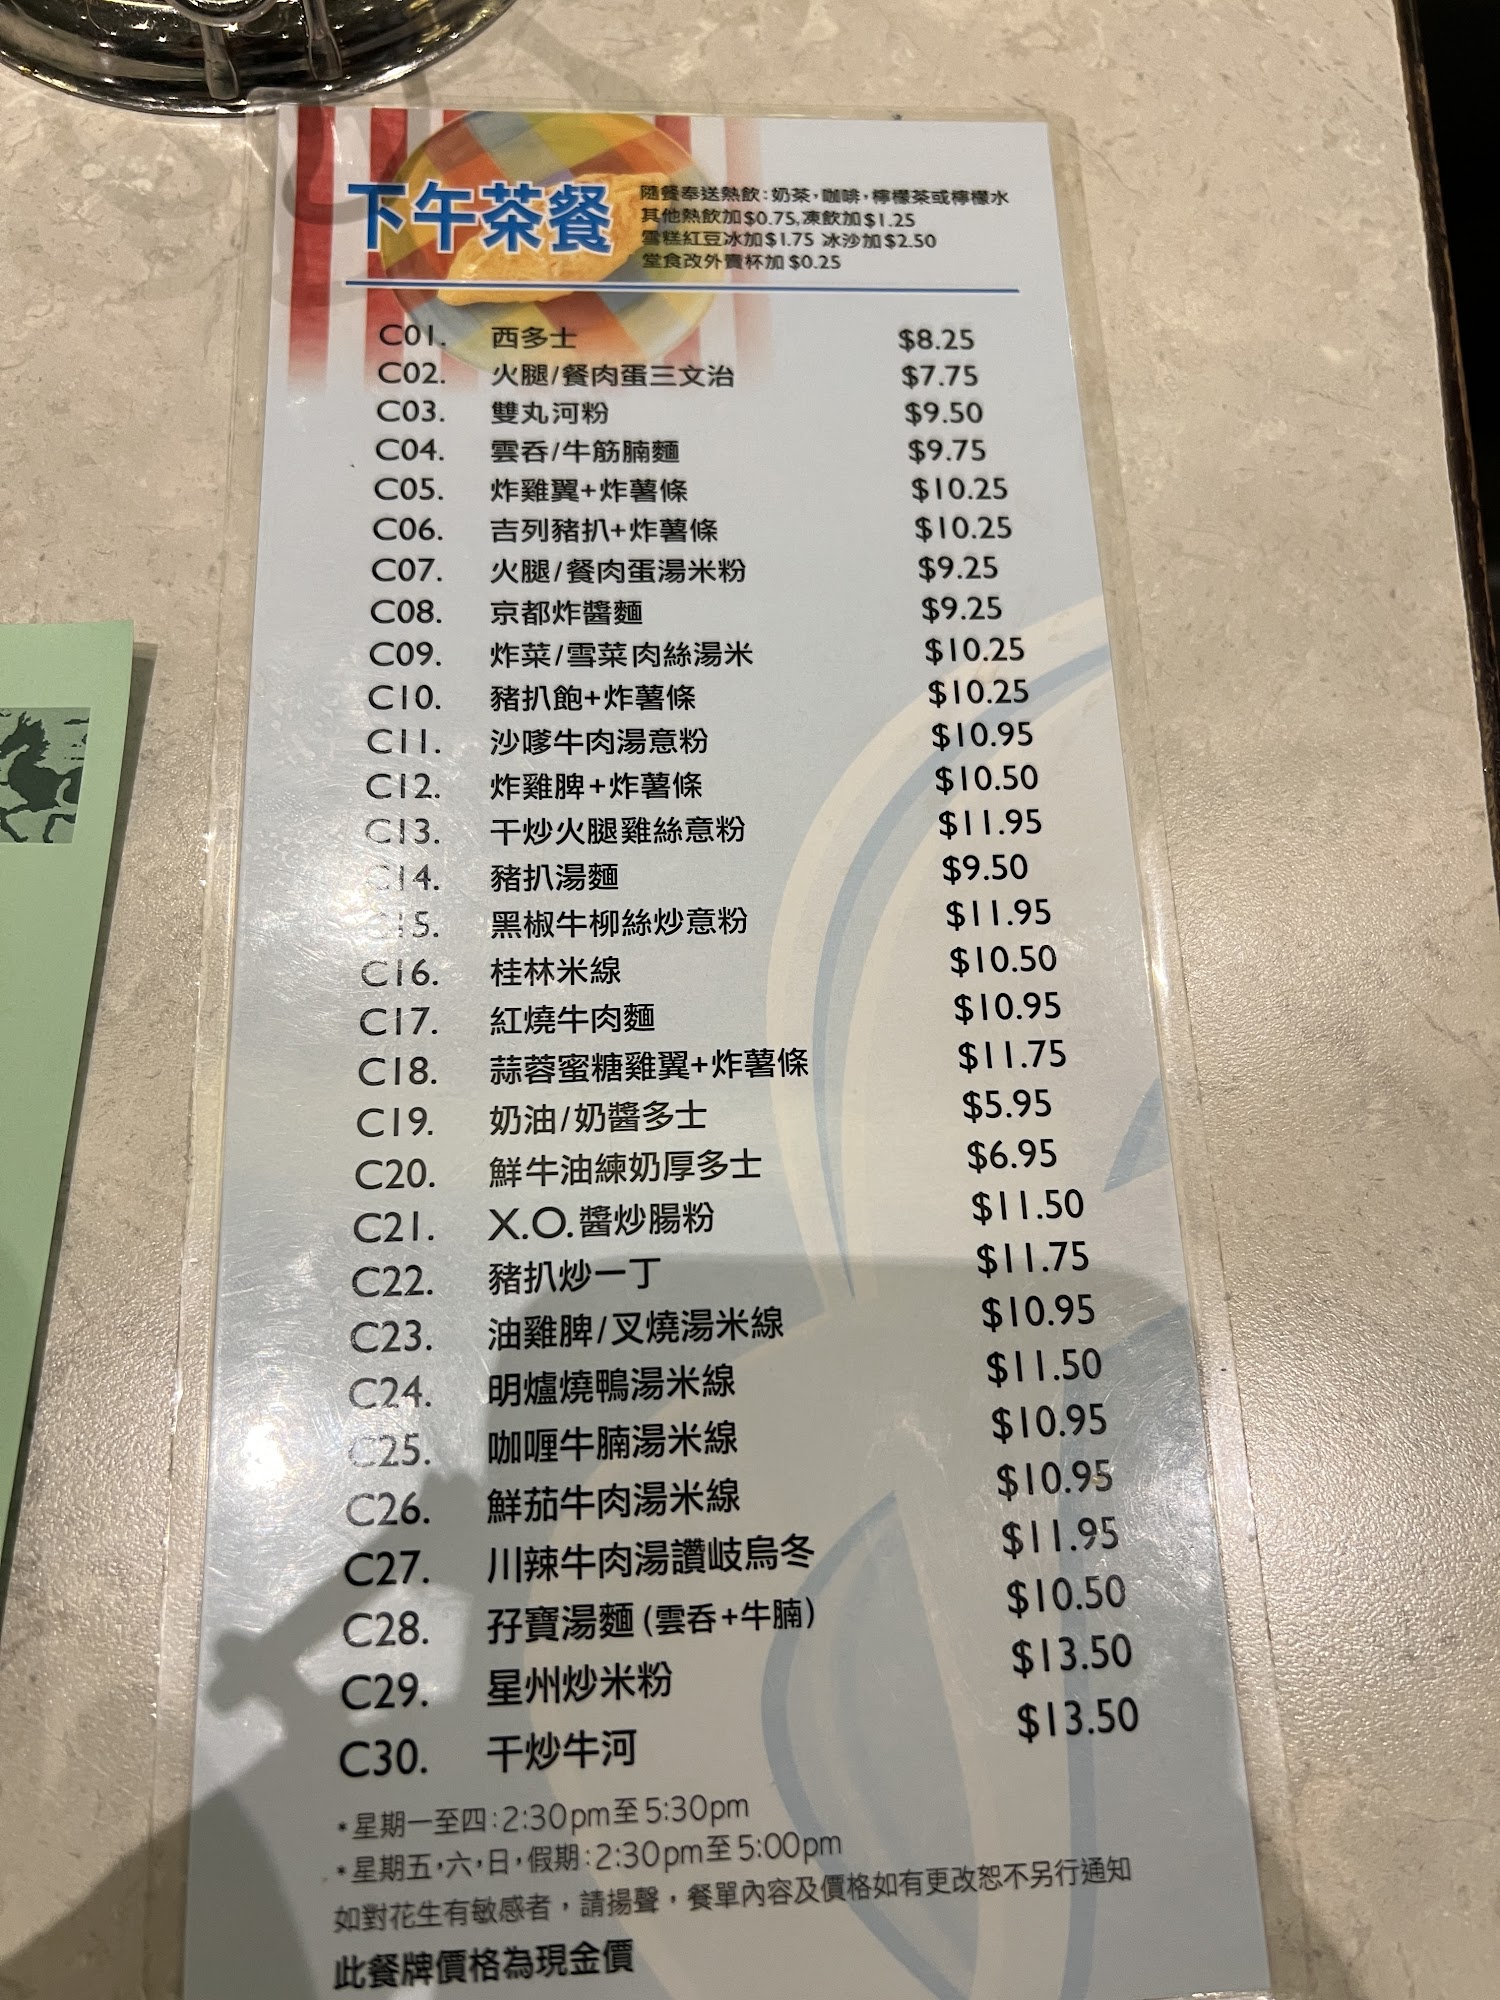 下午茶餐
隨餐奉送熱飲:奶茶,咖啡,檸檬茶或檸檬水
其他熱飲加$0.75,凍飲加$1.25
雪糕紅豆冰加$1.75 冰沙加$2.50
堂食改外賣杯加 $0.25
C01. 西多士 $8.25
C02. 火腿/餐肉蛋三文治 $7.75
C03. 雙丸河粉 $9.50
C04. 雲吞/牛筋腩麵 $9.75
C05. 炸雞翼+炸薯條 $10.25
C06. 吉列豬扒+炸薯條 $10.25
C07. 火腿/餐肉蛋湯米粉 $9.25
C08. 京都炸醬麵 $9.25
C09. 炸菜/雪菜肉絲湯米 $10.25
C10. 豬扒飽+炸薯條 $10.25
C11. 沙嗲牛肉湯意粉 $10.95
C12. 炸雞脾+炸薯條 $10.50
C13. 干炒火腿雞絲意粉 $11.95
C14. 豬扒湯麵 $9.50
C15. 黑椒牛柳絲炒意粉 $11.95
C16. 桂林米線 $10.50
C17. 紅燒牛肉麵 $10.95
C18. 蒜蓉蜜糖雞翼+炸薯條 $11.75
C19. 奶油/奶醬多士 $5.95
C20. 鮮牛油練奶厚多士 $6.95
C21. X.O.醬炒腸粉 $11.50
C22. 豬扒炒一丁 $11.75
C23. 油雞脾/叉燒湯米線 $10.95
C24. 明爐燒鴨湯米線 $11.50
C25. 咖喱牛腩湯米線 $10.95
C26. 鮮茄牛肉湯米線 $10.95
C27. 川辣牛肉湯讚岐烏冬 $11.95
C28. 孖寶湯麵 (雲吞+牛腩) $10.50
C29. 星州炒米粉 $13.50
C30. 干炒牛河 $13.50
*星期一至四:2:30pm至5:30pm
*星期五,六,日,假期:2:30pm至5:00pm
如對花生有敏感者,請揚聲,餐單內容及價格如有更改恕不另行通知
此餐牌價格為現金價